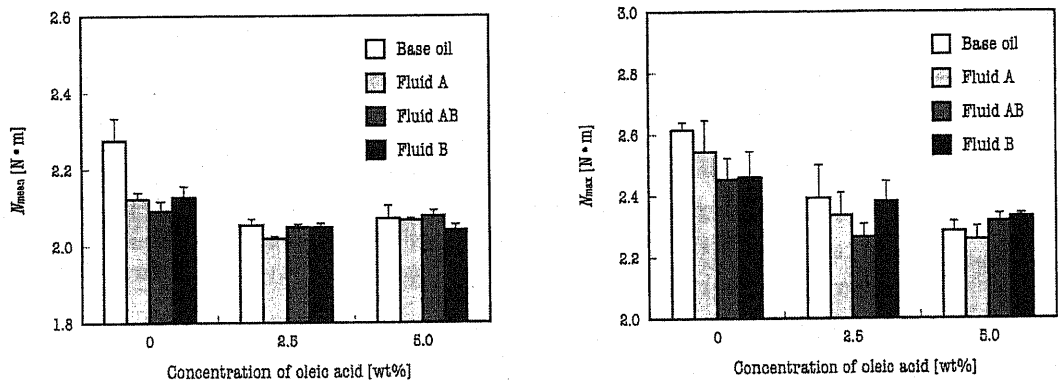 2.6
2.4
2.2
2.0
1.8
Nmean [N•m]
Base oil
Fluid A
Fluid AB
Fluid B
0
2.5
5.0
Concentration of oleic acid [wt%]
3.0
2.8
2.6
2.4
2.2
2.0
Nmax [N•m]
Base oil
Fluid A
Fluid AB
Fluid B
0
2.5
5.0
Concentration of oleic acid [wt%]